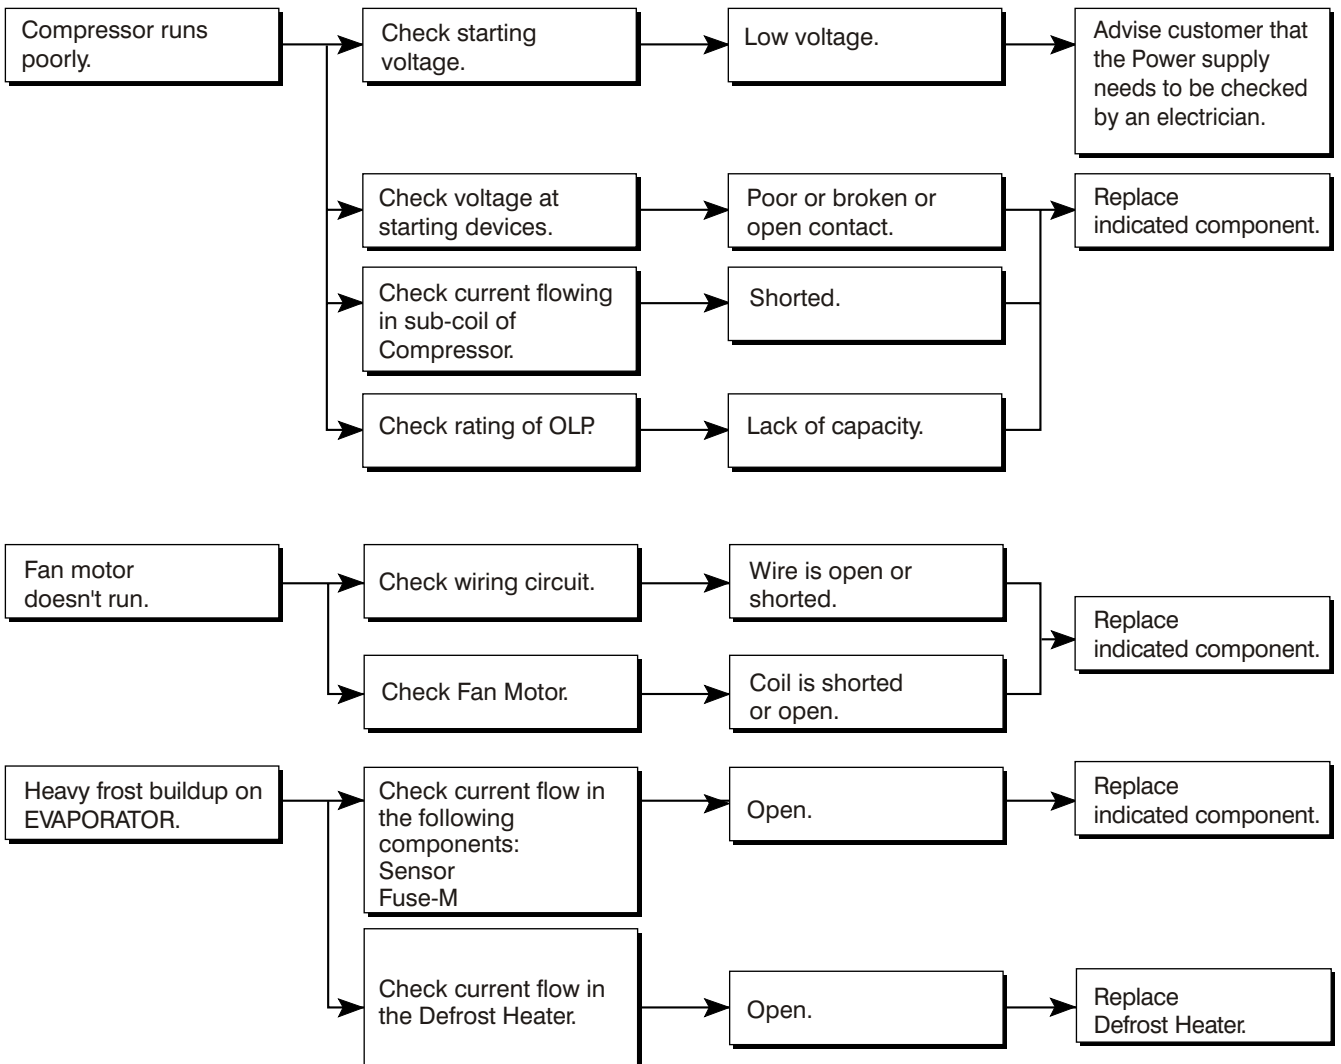 Compressor runs
poorly.
Check starting
voltage.
Low voltage.
Advise customer that
the Power supply
needs to be checked
by an electrician.
Check voltage at
starting devices.
Poor or broken or
open contact.
Replace
indicated component.
Check current flowing
in sub-coil of
Compressor.
Shorted.
Check rating of OLP.
Lack of capacity.
Fan motor
doesn't run.
Check wiring circuit.
Wire is open or
shorted.
Replace
indicated component.
Check Fan Motor.
Coil is shorted
or open.
Heavy frost buildup on
EVAPORATOR.
Check current flow in
the following
components:
Sensor
Fuse-M
Open.
Replace
indicated component.
Check current flow in
the Defrost Heater.
Open.
Replace
Defrost Heater.